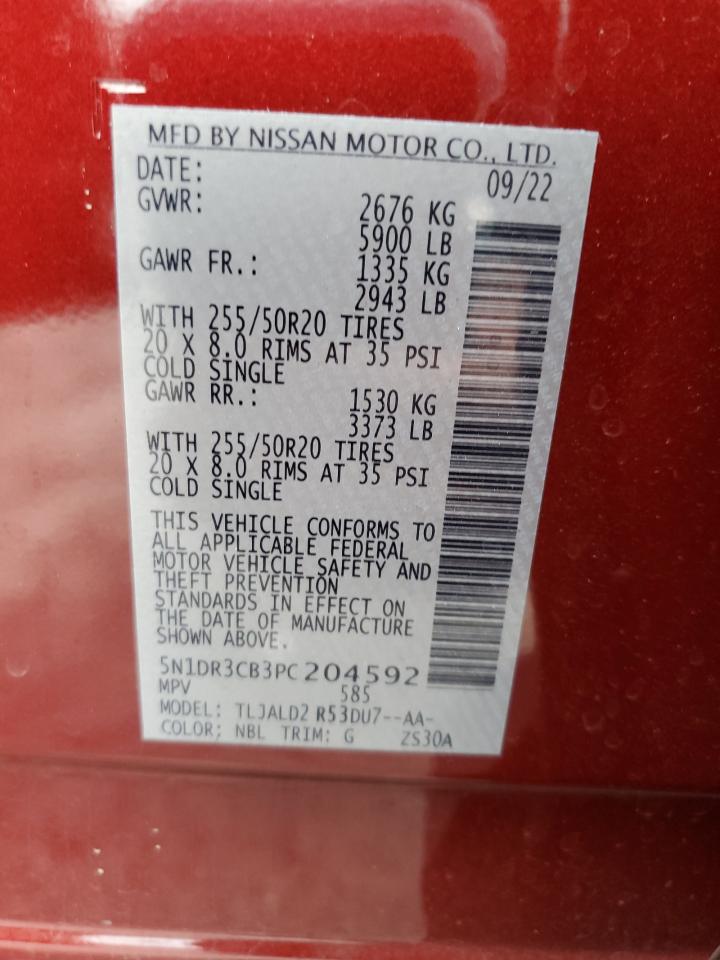 MFD BY NISSAN MOTOR CO., LTD.
DATE: 09/22
GVWR: 2676 KG
5900 LB
GAWR FR.: 1335 KG
2943 LB
WITH 255/50R20 TIRES
20 X 8.0 RIMS AT 35 PSI
COLD SINGLE
GAWR RR.: 1530 KG
3373 LB
WITH 255/50R20 TIRES
20 X 8.0 RIMS AT 35 PSI
COLD SINGLE
THIS VEHICLE CONFORMS TO
ALL APPLICABLE FEDERAL
MOTOR VEHICLE SAFETY AND
THEFT PREVENTION
STANDARDS IN EFFECT ON
THE DATE OF MANUFACTURE
SHOWN ABOVE.
5N1DR3CB3PC204592
MPV 585
MODEL: TLJALD2 R53DU7--AA-
COLOR: NBL TRIM: G ZS30A